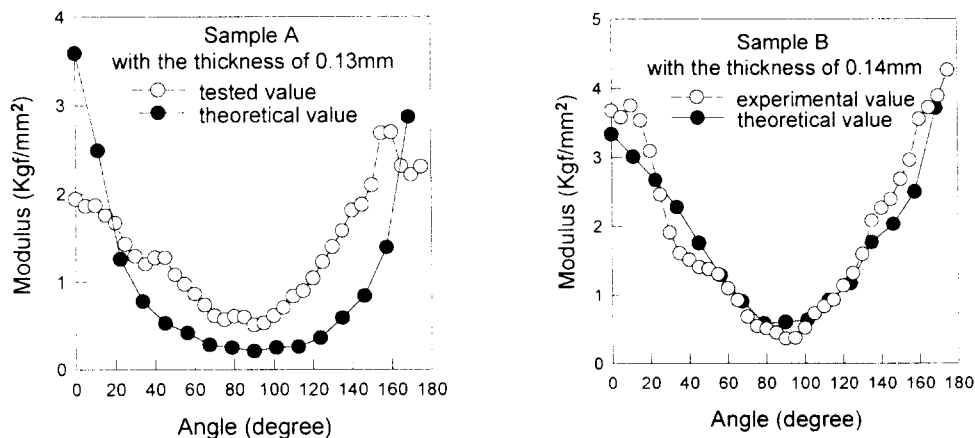 Sample A
with the thickness of 0.13mm
tested value
theoretical value
Modulus (Kgf/mm²)
4
3
2
1
0
0 20 40 60 80 100 120 140 160 180
Angle (degree)
Sample B
with the thickness of 0.14mm
experimental value
theoretical value
Modulus (Kgf/mm²)
5
4
3
2
1
0
0 20 40 60 80 100 120 140 160 180
Angle (degree)